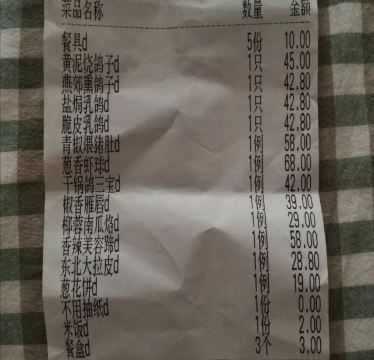 菜品名称 数量 金额
餐具d 5份 10.00
黄泥烧鸽子d 1只 45.00
燕郊熏鸽子d 1只 42.80
盐焗乳鸽d 1只 42.80
脆皮乳鸽d 1只 42.80
青椒煨猪肚d 1例 58.00
葱香虾球d 1例 68.00
干锅鸽三宝d 1例 42.00
椒香雁唇d 1例 39.00
椰蓉南瓜烙d 1例 29.00
香辣美容蹄d 1例 58.00
东北大拉皮d 1例 28.80
葱花饼d 1例 19.00
不用抽纸d 1份 0.00
米饭d 1份 2.00
餐盒d 3个 3.00